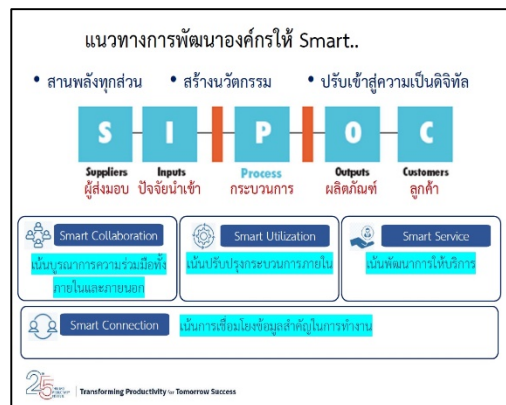 แนวทางการพัฒนาองค์กรให้ Smart..
• สานพลังทุกส่วน • สร้างนวัตกรรม • ปรับเข้าสู่ความเป็นดิจิทัล
S I P O C
Suppliers Inputs Process Outputs Customers
ผู้ส่งมอบ ปัจจัยนำเข้า กระบวนการ ผลิตภัณฑ์ ลูกค้า
Smart Collaboration Smart Utilization Smart Service
เน้นบูรณาการความร่วมมือทั้ง เน้นปรับปรุงกระบวนการภายใน เน้นพัฒนาการให้บริการ
ภายในและภายนอก
Smart Connection เน้นการเชื่อมโยงข้อมูลสำคัญในการทำงาน
25 Transforming Productivity for Tomorrow Success